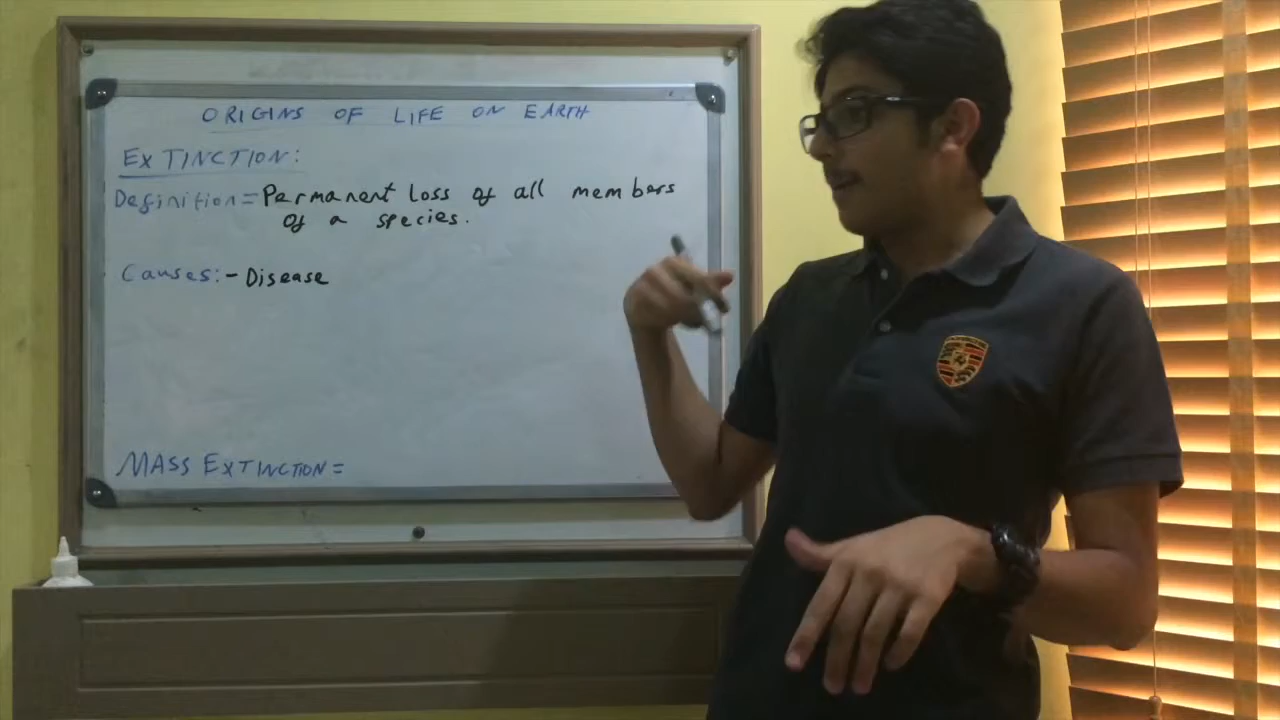 ORIGINS OF LIFE ON EARTH
EXTINCTION:
Definition = Permanent Loss of all members
of a species.
Causes: - Disease
MASS EXTINCTION =